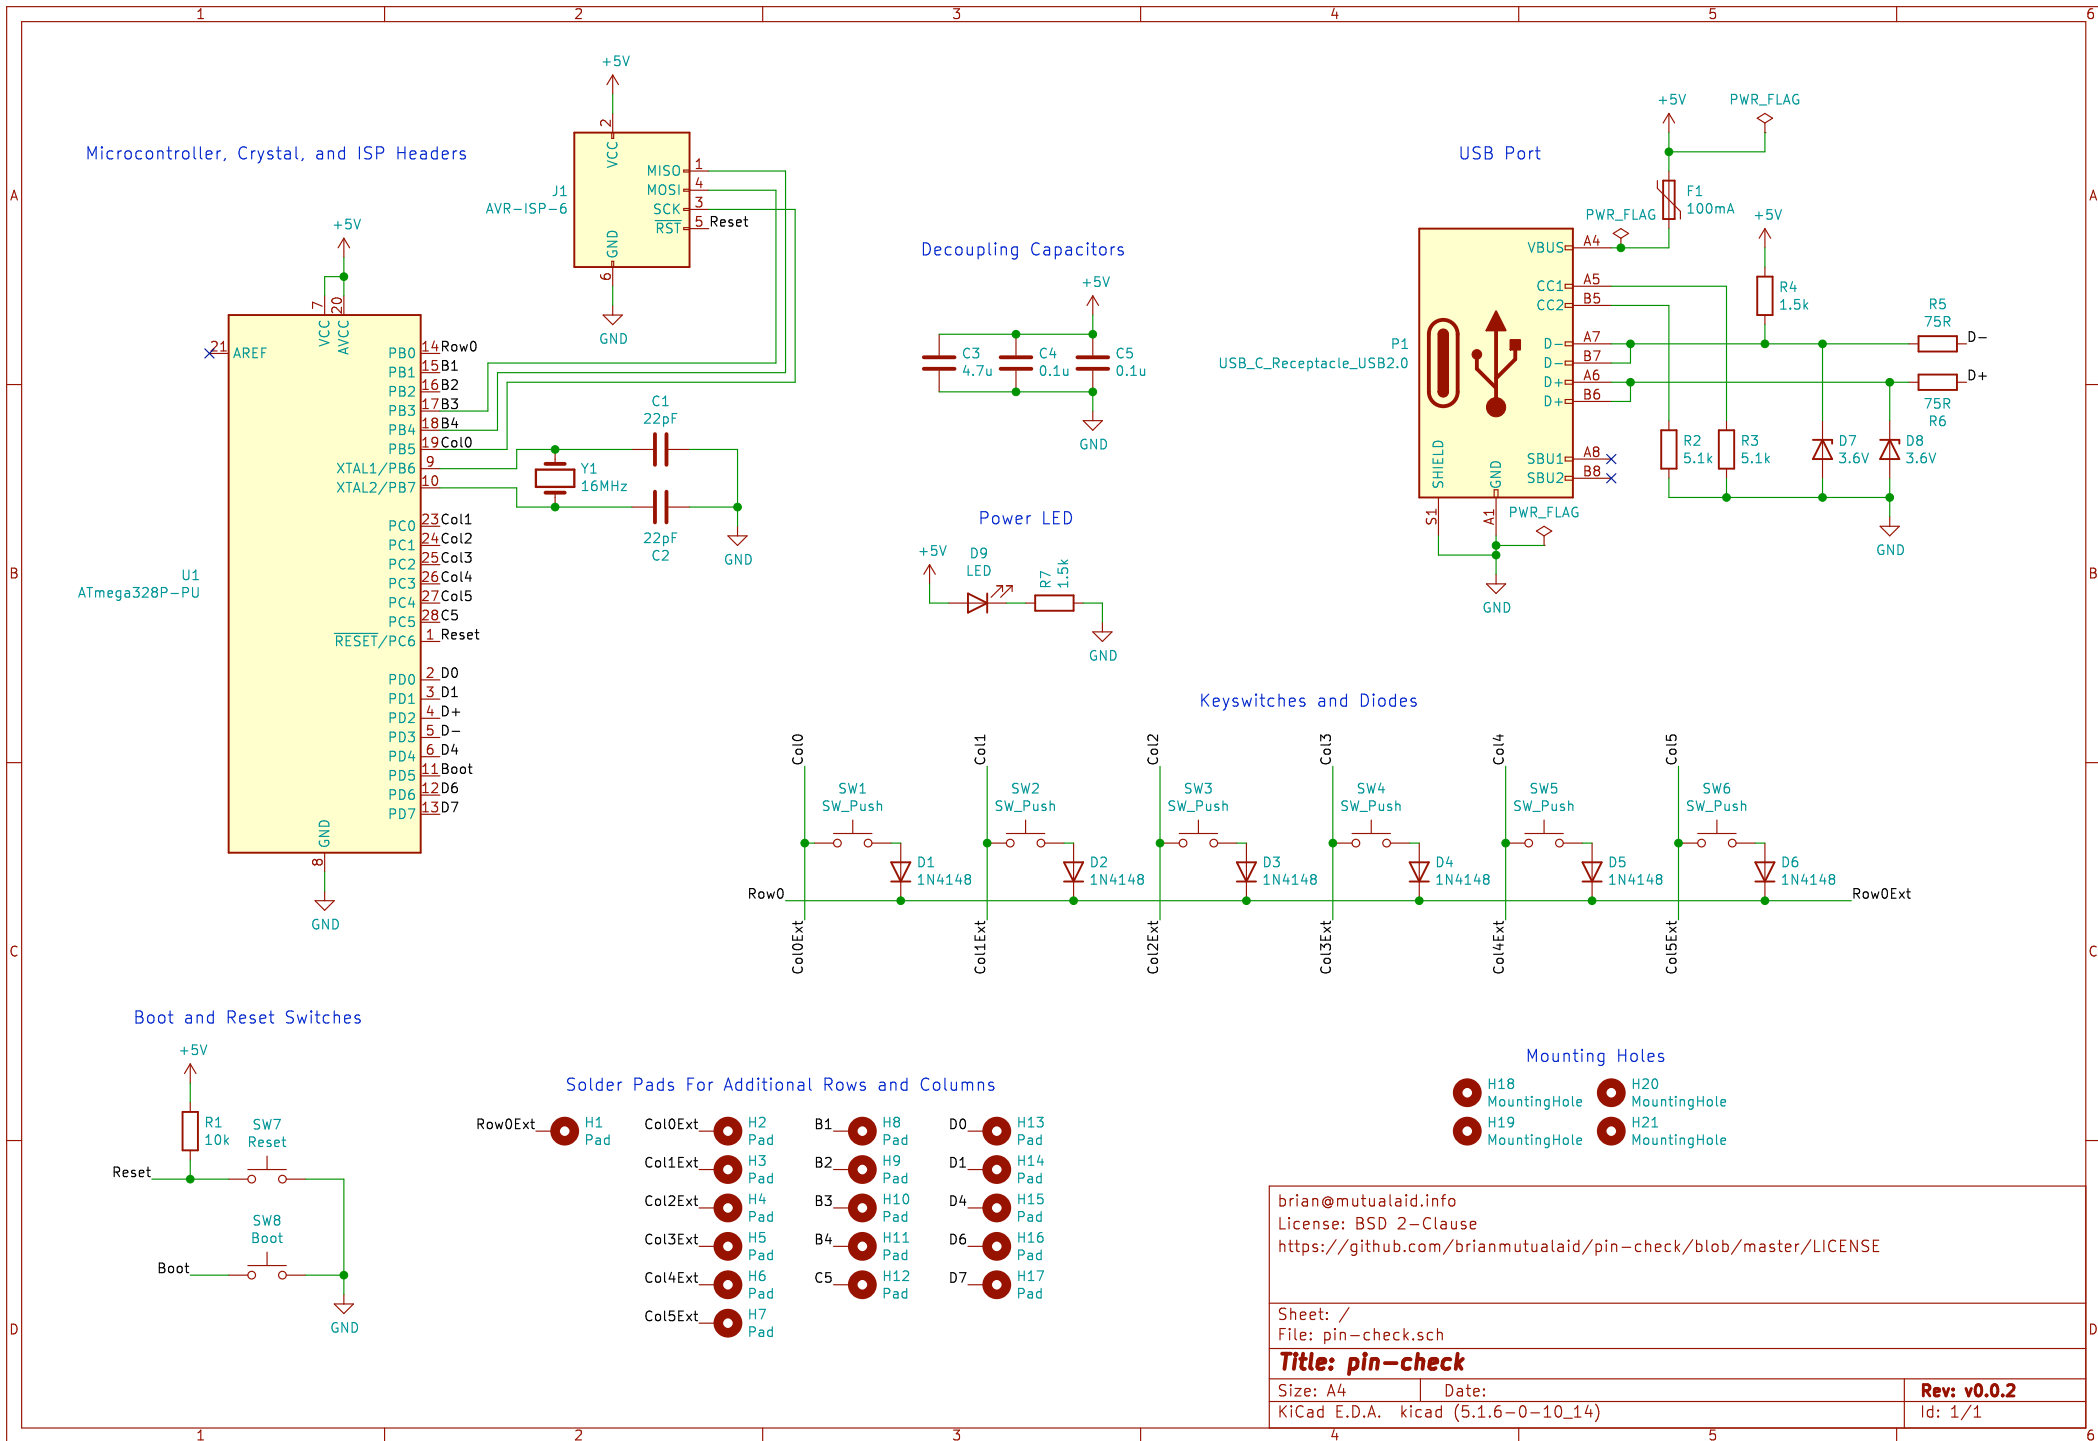 1 2 3 4 5 6
A
B
C
D
A
B
C
D
Microcontroller, Crystal, and ISP Headers
+5V
U1
ATmega328P-PU
21 AREF
7 VCC
20 AVCC
PB0 14 Row0
PB1 15 B1
PB2 16 B2
PB3 17 B3
PB4 18 B4
PB5 19 Col0
XTAL1/PB6 9
XTAL2/PB7 10
PC0 23 Col1
PC1 24 Col2
PC2 25 Col3
PC3 26 Col4
PC4 27 Col5
PC5 28 C5
RESET/PC6 1 Reset
PD0 2 D0
PD1 3 D1
PD2 4 D+
PD3 5 D-
PD4 6 D4
PD5 11 Boot
PD6 12 D6
PD7 13 D7
GND 8
GND
+5V
J1
AVR-ISP-6
2 VCC
MISO 1
MOSI 4
SCK 3
RST 5 Reset
GND 6
GND
C1
22pF
Y1
16MHz
22pF
C2
GND
Decoupling Capacitors
+5V
C3
4.7u
C4
0.1u
C5
0.1u
GND
Power LED
+5V
D9
LED
R7
1.5k
GND
USB Port
+5V
PWR_FLAG
F1
100mA
PWR_FLAG
+5V
P1
USB_C_Receptacle_USB2.0
VBUS A4
CC1 A5
CC2 B5
D- A7
D- B7
D+ A6
D+ B6
SBU1 A8
SBU2 B8
SHIELD S1
GND A1
PWR_FLAG
GND
R4
1.5k
R5
75R
D-
D+
75R
R6
R2
5.1k
R3
5.1k
D7
3.6V
D8
3.6V
GND
Keyswitches and Diodes
Col0
Col1
Col2
Col3
Col4
Col5
SW1
SW_Push
SW2
SW_Push
SW3
SW_Push
SW4
SW_Push
SW5
SW_Push
SW6
SW_Push
D1
1N4148
D2
1N4148
D3
1N4148
D4
1N4148
D5
1N4148
D6
1N4148
Row0
Row0Ext
Col0Ext
Col1Ext
Col2Ext
Col3Ext
Col4Ext
Col5Ext
Boot and Reset Switches
+5V
R1
10k
SW7
Reset
Reset
SW8
Boot
Boot
GND
Solder Pads For Additional Rows and Columns
Row0Ext H1
Pad
Col0Ext H2
Pad
Col1Ext H3
Pad
Col2Ext H4
Pad
Col3Ext H5
Pad
Col4Ext H6
Pad
Col5Ext H7
Pad
B1 H8
Pad
B2 H9
Pad
B3 H10
Pad
B4 H11
Pad
C5 H12
Pad
D0 H13
Pad
D1 H14
Pad
D4 H15
Pad
D6 H16
Pad
D7 H17
Pad
Mounting Holes
H18
MountingHole
H19
MountingHole
H20
MountingHole
H21
MountingHole
brian@mutualaid.info
License: BSD 2-Clause
https://github.com/brianmutualaid/pin-check/blob/master/LICENSE
Sheet: /
File: pin-check.sch
Title: pin-check
Size: A4 Date: Rev: v0.0.2
KiCad E.D.A. kicad (5.1.6-0-10_14) Id: 1/1
1 2 3 4 5 6